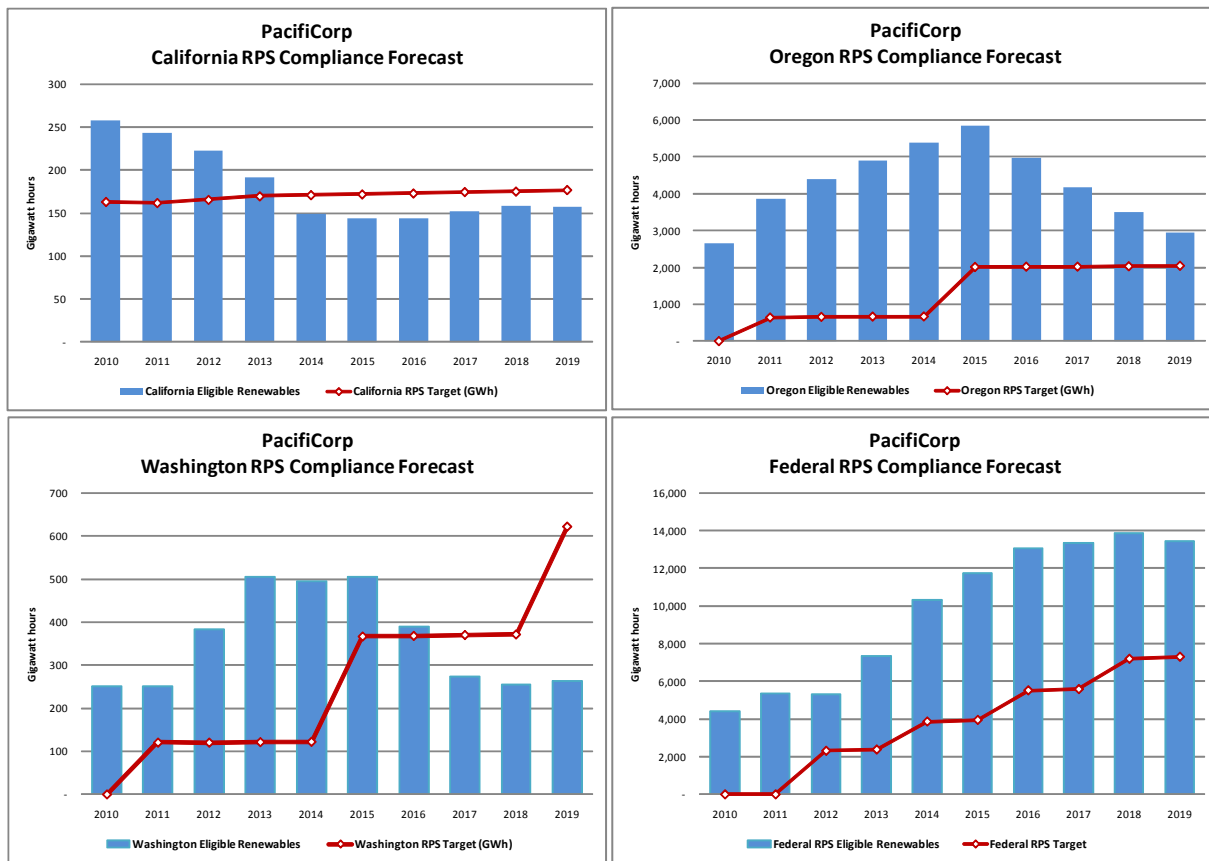 PacifiCorp
California RPS Compliance Forecast
300
250
200
150
100
50
-
Gigawatt hours
2010 2011 2012 2013 2014 2015 2016 2017 2018 2019
California Eligible Renewables California RPS Target (GWh)
PacifiCorp
Oregon RPS Compliance Forecast
7,000
6,000
5,000
4,000
3,000
2,000
1,000
-
Gigawatt hours
2010 2011 2012 2013 2014 2015 2016 2017 2018 2019
Oregon Eligible Renewables Oregon RPS Target (GWh)
PacifiCorp
Washington RPS Compliance Forecast
700
600
500
400
300
200
100
-
Gigawatt hours
2010 2011 2012 2013 2014 2015 2016 2017 2018 2019
Washington Eligible Renewables Washington RPS Target (GWh)
PacifiCorp
Federal RPS Compliance Forecast
16,000
14,000
12,000
10,000
8,000
6,000
4,000
2,000
-
Gigawatt hours
2010 2011 2012 2013 2014 2015 2016 2017 2018 2019
Federal RPS Eligible Renewables Federal RPS Target